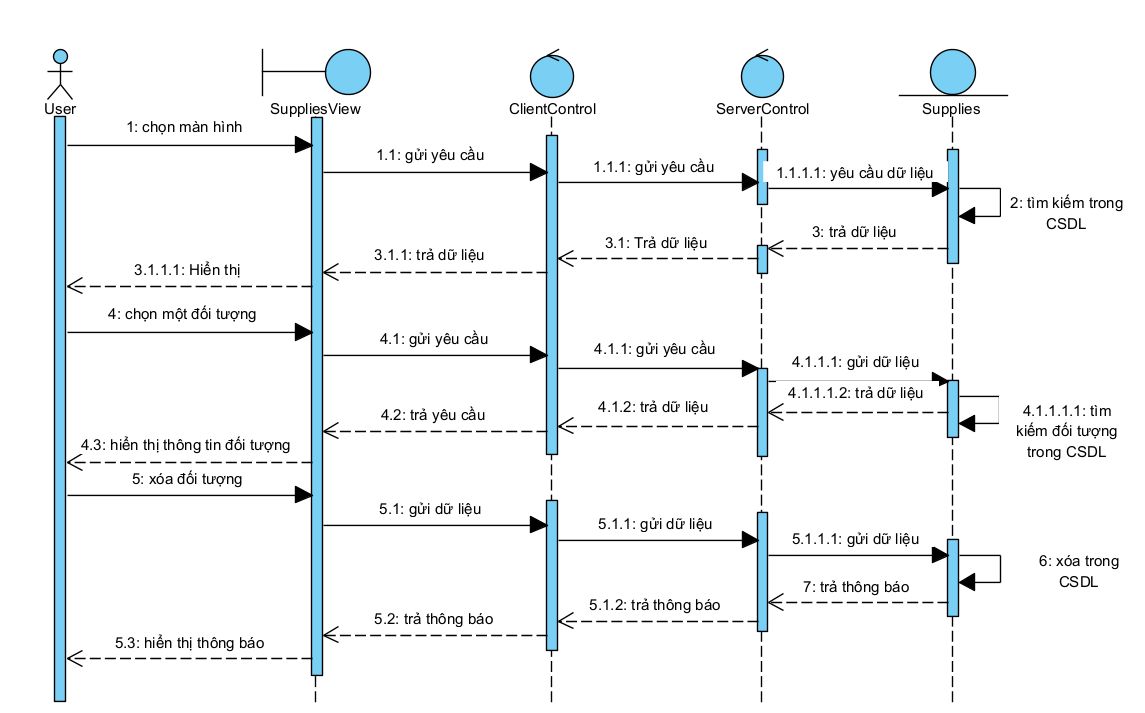 User
SuppliesView
ClientControl
ServerControl
Supplies
1: chọn màn hình
1.1: gửi yêu cầu
1.1.1: gửi yêu cầu
1.1.1.1: yêu cầu dữ liệu
2: tìm kiếm trong
CSDL
3: trả dữ liệu
3.1: Trả dữ liệu
3.1.1: trả dữ liệu
3.1.1.1: Hiển thị
4: chọn một đối tượng
4.1: gửi yêu cầu
4.1.1: gửi yêu cầu
4.1.1.1: gửi dữ liệu
4.1.1.1.2: trả dữ liệu
4.1.1.1.1: tìm
kiếm đối tượng
trong CSDL
4.1.2: trả dữ liệu
4.2: trả yêu cầu
4.3: hiển thị thông tin đối tượng
5: xóa đối tượng
5.1: gửi dữ liệu
5.1.1: gửi dữ liệu
5.1.1.1: gửi dữ liệu
6: xóa trong
CSDL
7: trả thông báo
5.1.2: trả thông báo
5.2: trả thông báo
5.3: hiển thị thông báo